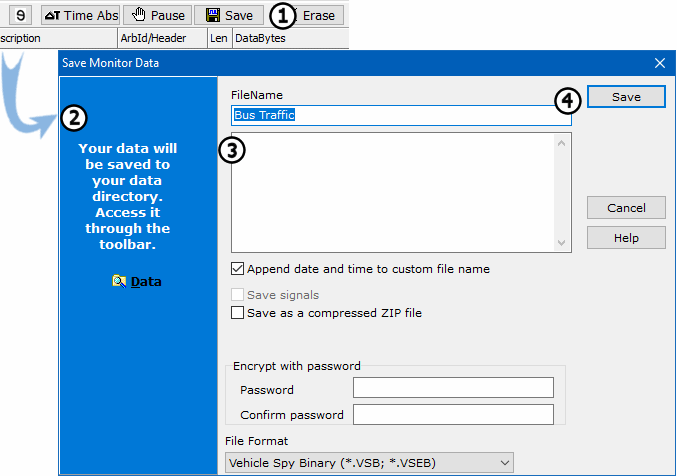 Time Abs Pause Save 1 Erase
scription ArbId/Header Len DataBytes
Save Monitor Data
FileName
4 Save
Bus Traffic
2
3
Your data will
be saved to
your data
directory.
Access it
through the
toolbar.
Data
Cancel
Help
Append date and time to custom file name
Save signals
Save as a compressed ZIP file
Encrypt with password
Password
Confirm password
File Format
Vehicle Spy Binary (*.VSB; *.VSEB)